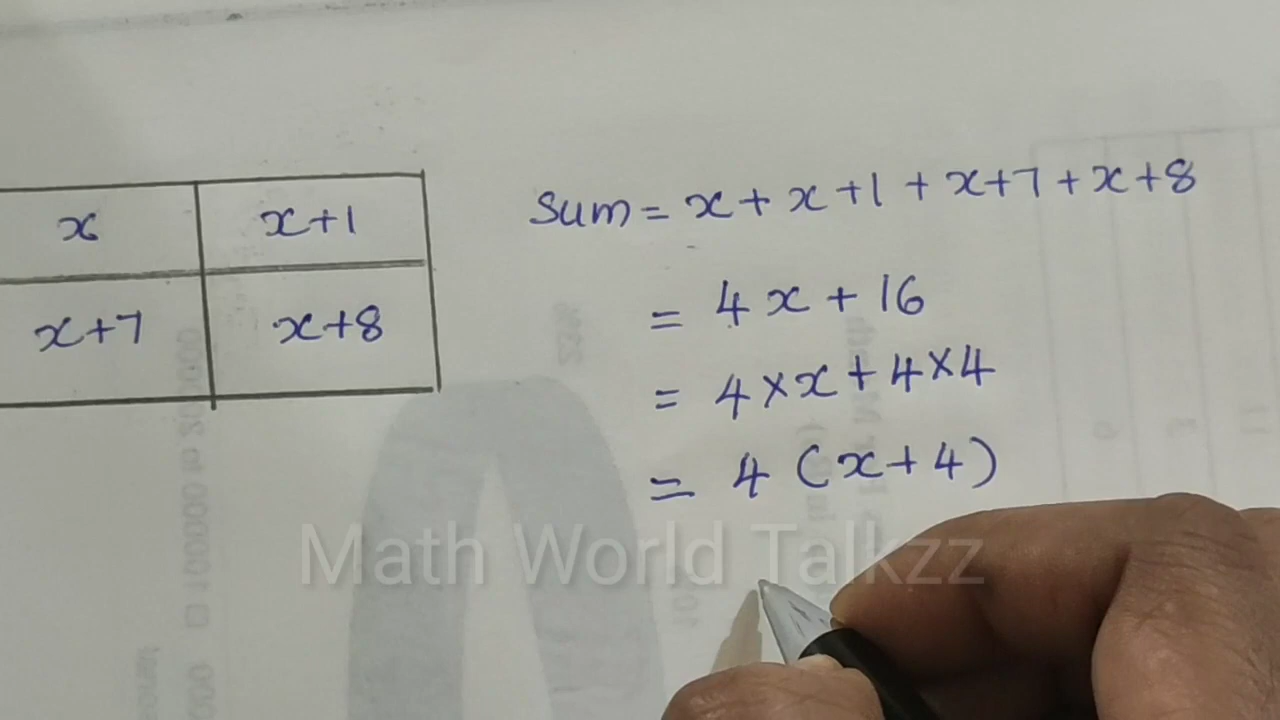 x x+1
x+7 x+8
Sum = x + x+1 + x+7 + x+8
= 4x + 16
= 4×x + 4×4
= 4 (x+4)
Math World Talkzz